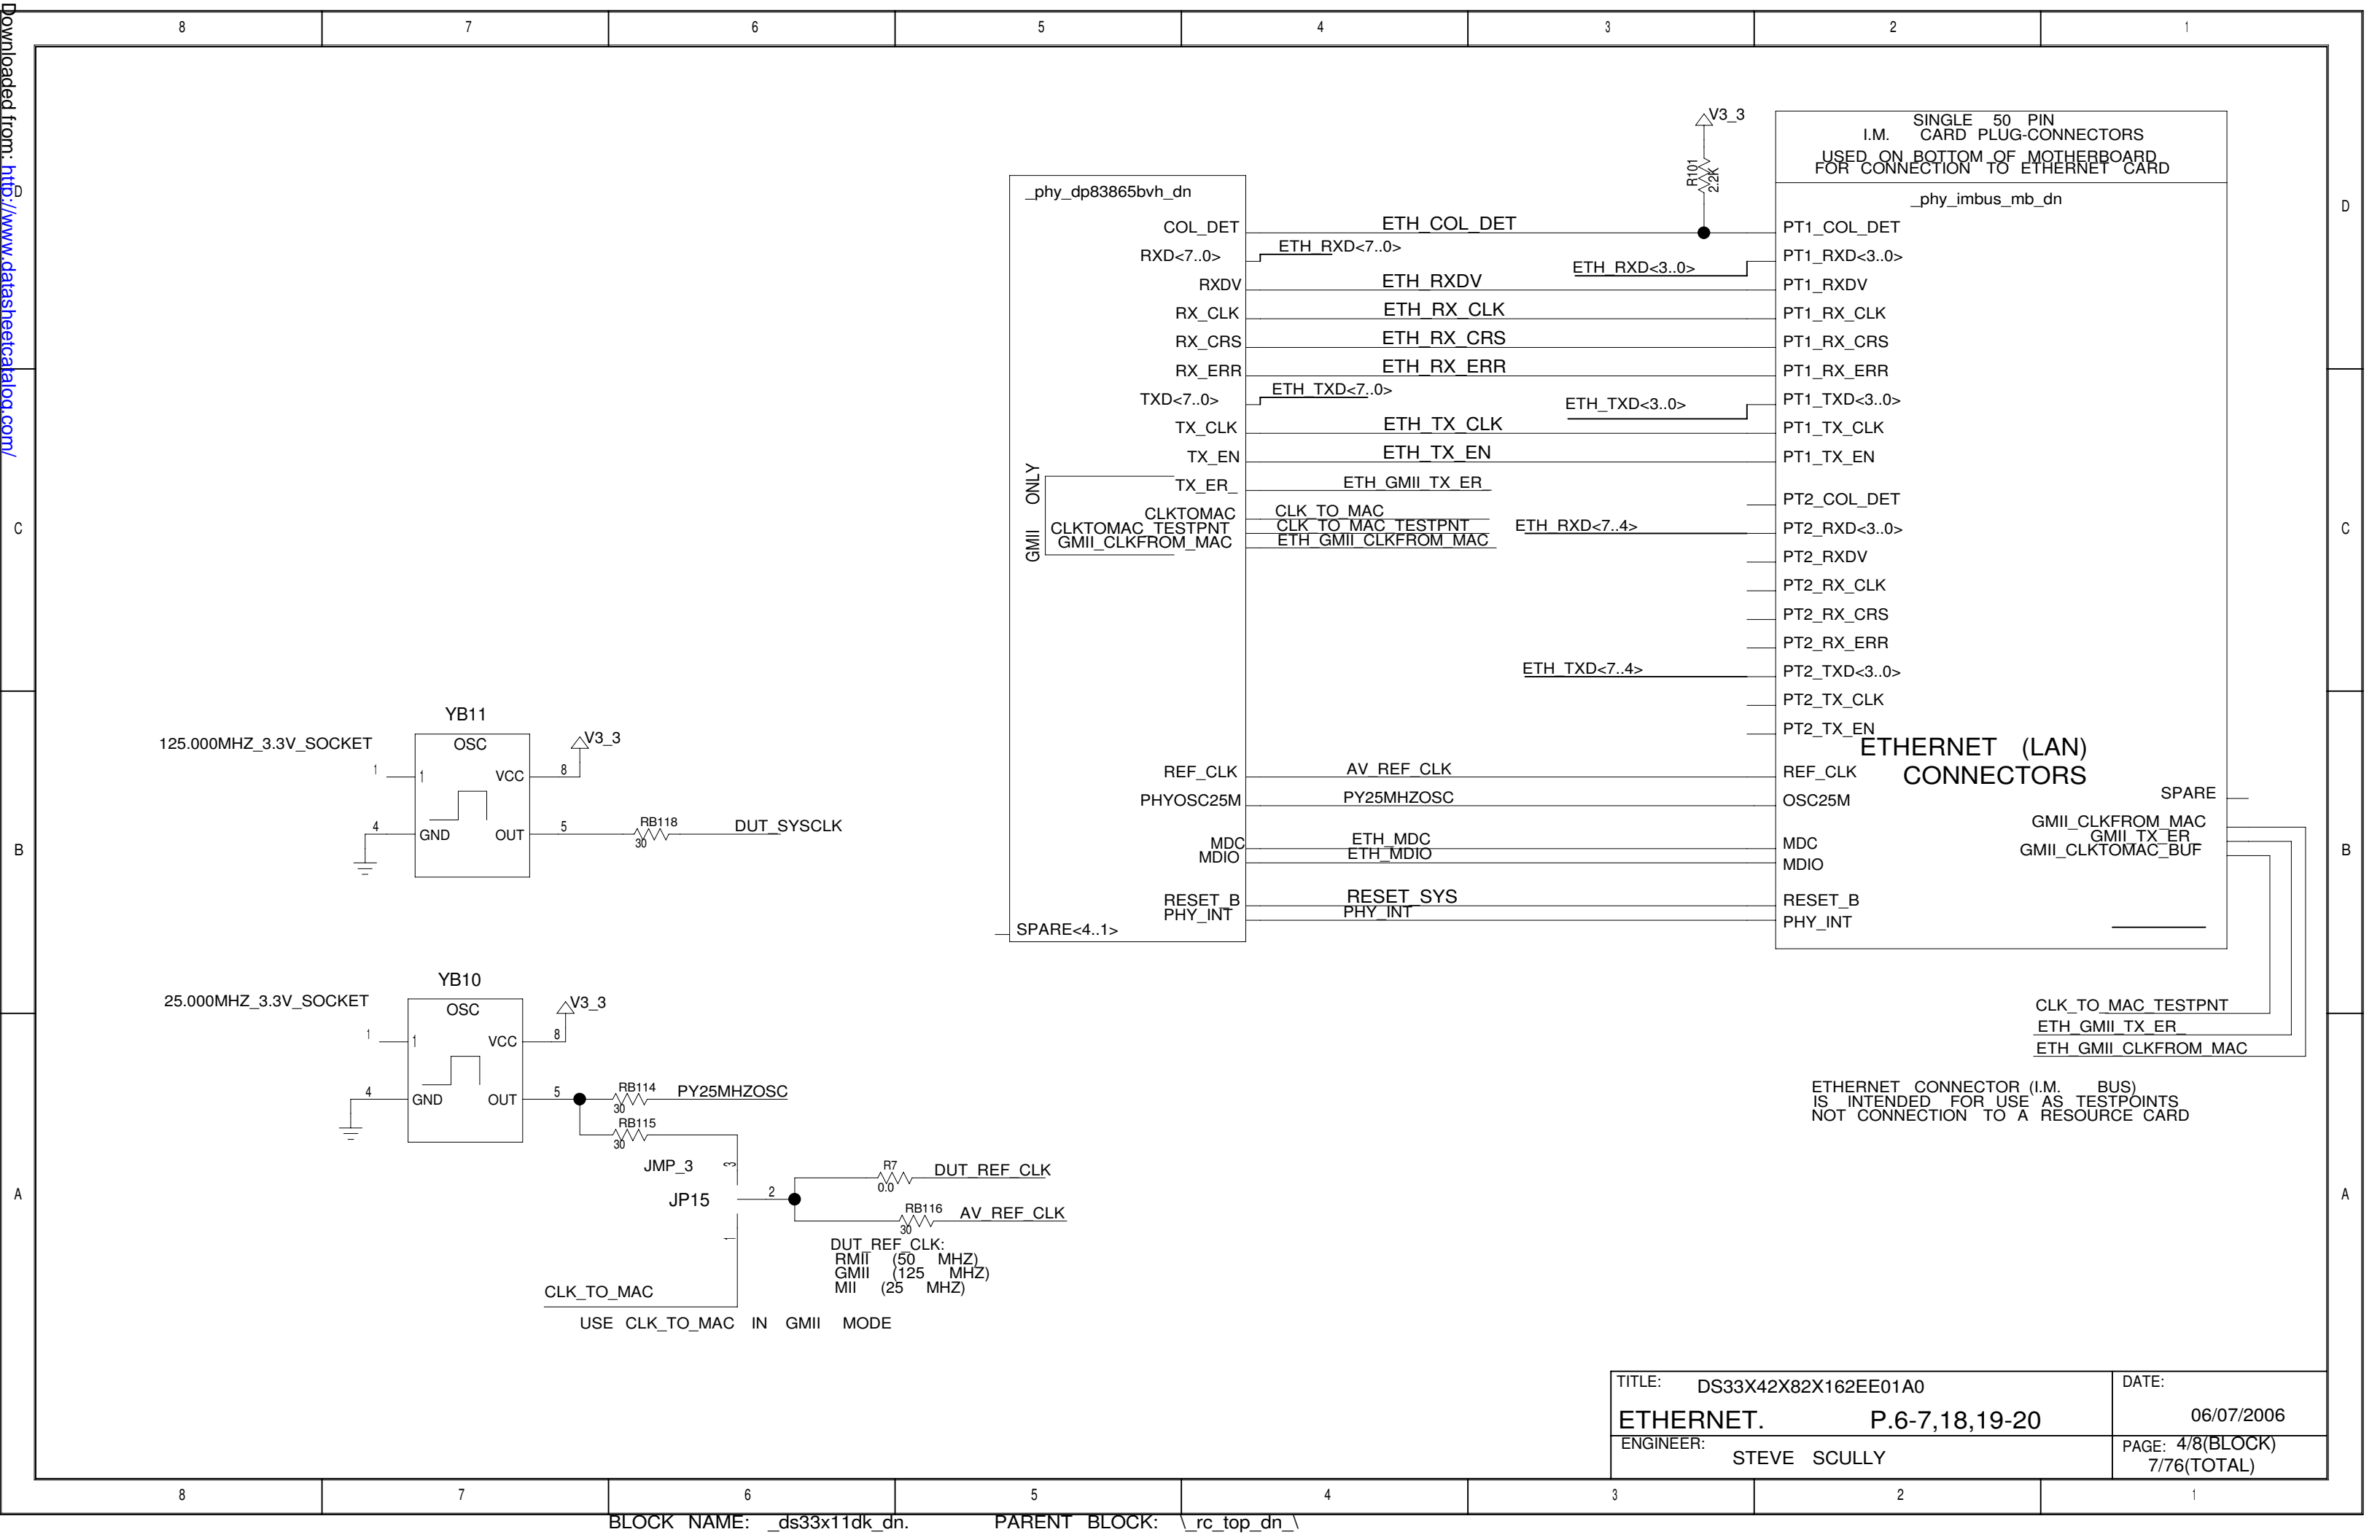 8 7 6 5 4 3 2 1
Downloaded from: http://www.datasheetcatalog.com/
D
D
C
C
B
B
A
A
V3_3
R101
2.2K
SINGLE 50 PIN
I.M. CARD PLUG-CONNECTORS
USED ON BOTTOM OF MOTHERBOARD
FOR CONNECTION TO ETHERNET CARD
_phy_dp83865bvh_dn
_phy_imbus_mb_dn
COL_DET ETH_COL_DET PT1_COL_DET
RXD<7..0> ETH_RXD<7..0> ETH_RXD<3..0> PT1_RXD<3..0>
RXDV ETH_RXDV PT1_RXDV
RX_CLK ETH_RX_CLK PT1_RX_CLK
RX_CRS ETH_RX_CRS PT1_RX_CRS
RX_ERR ETH_RX_ERR PT1_RX_ERR
TXD<7..0> ETH_TXD<7..0> ETH_TXD<3..0> PT1_TXD<3..0>
TX_CLK ETH_TX_CLK PT1_TX_CLK
TX_EN ETH_TX_EN PT1_TX_EN
GMII ONLY
TX_ER_ ETH_GMII_TX_ER_
CLKTOMAC CLK_TO_MAC
CLKTOMAC_TESTPNT CLK_TO_MAC_TESTPNT
GMII_CLKFROM_MAC ETH_GMII_CLKFROM_MAC
PT2_COL_DET
ETH_RXD<7..4> PT2_RXD<3..0>
PT2_RXDV
PT2_RX_CLK
PT2_RX_CRS
PT2_RX_ERR
ETH_TXD<7..4> PT2_TXD<3..0>
PT2_TX_CLK
PT2_TX_EN
ETHERNET (LAN)
CONNECTORS
REF_CLK AV_REF_CLK REF_CLK
PHYOSC25M PY25MHZOSC OSC25M
MDC ETH_MDC MDC
MDIO ETH_MDIO MDIO
RESET_B RESET_SYS RESET_B
PHY_INT PHY_INT PHY_INT
SPARE<4..1>
SPARE
GMII_CLKFROM_MAC
GMII_TX_ER_
GMII_CLKTOMAC_BUF
CLK_TO_MAC_TESTPNT
ETH_GMII_TX_ER_
ETH_GMII_CLKFROM_MAC
ETHERNET CONNECTOR (I.M. BUS)
IS INTENDED FOR USE AS TESTPOINTS
NOT CONNECTION TO A RESOURCE CARD
YB11
125.000MHZ_3.3V_SOCKET
OSC
V3_3
1 1 VCC 8
4 GND OUT 5
RB118
30
DUT_SYSCLK
YB10
25.000MHZ_3.3V_SOCKET
OSC
V3_3
1 1 VCC 8
4 GND OUT 5
RB114
30
PY25MHZOSC
RB115
30
JMP_3
3
JP15
2
1
R7
0.0
DUT_REF_CLK
RB116
30
AV_REF_CLK
DUT_REF_CLK:
RMII (50 MHZ)
GMII (125 MHZ)
MII (25 MHZ)
CLK_TO_MAC
USE CLK_TO_MAC IN GMII MODE
TITLE: DS33X42X82X162EE01A0
ETHERNET. P.6-7,18,19-20
DATE:
06/07/2006
ENGINEER:
STEVE SCULLY
PAGE: 4/8(BLOCK)
7/76(TOTAL)
8 7 6 5 4 3 2 1
BLOCK NAME: _ds33x11dk_dn. PARENT BLOCK: \_rc_top_dn_\